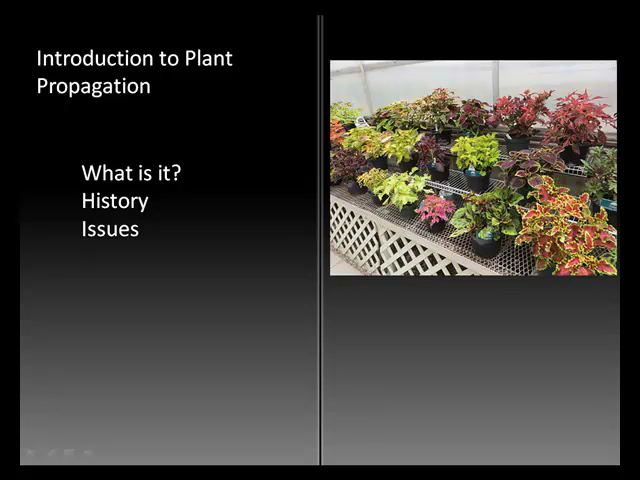 Introduction to Plant
Propagation
What is it?
History
Issues